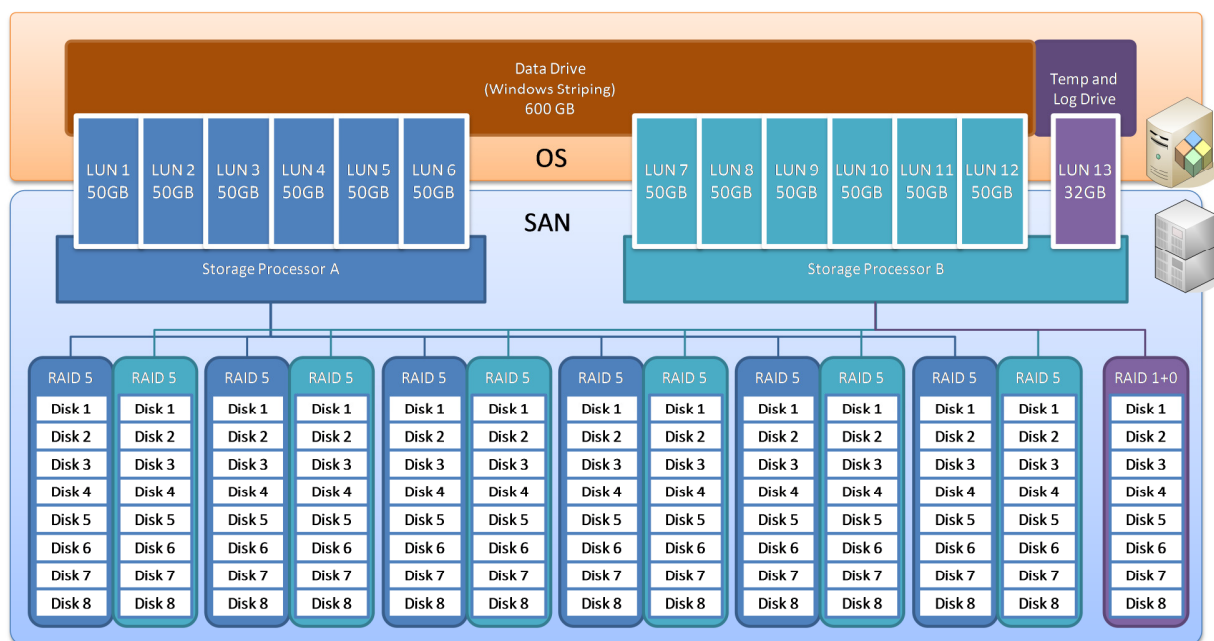 Data Drive
(Windows Striping)
600 GB
Temp and
Log Drive
LUN 1 LUN 2 LUN 3 LUN 4 LUN 5 LUN 6 LUN 7 LUN 8 LUN 9 LUN 10 LUN 11 LUN 12 LUN 13
50GB 50GB 50GB 50GB 50GB 50GB 50GB 50GB 50GB 50GB 50GB 50GB 32GB
OS
SAN
Storage Processor A
Storage Processor B
RAID 5 RAID 5 RAID 5 RAID 5 RAID 5 RAID 5 RAID 5 RAID 5 RAID 5 RAID 5 RAID 5 RAID 5 RAID 1+0
Disk 1 Disk 1 Disk 1 Disk 1 Disk 1 Disk 1 Disk 1 Disk 1 Disk 1 Disk 1 Disk 1 Disk 1 Disk 1
Disk 2 Disk 2 Disk 2 Disk 2 Disk 2 Disk 2 Disk 2 Disk 2 Disk 2 Disk 2 Disk 2 Disk 2 Disk 2
Disk 3 Disk 3 Disk 3 Disk 3 Disk 3 Disk 3 Disk 3 Disk 3 Disk 3 Disk 3 Disk 3 Disk 3 Disk 3
Disk 4 Disk 4 Disk 4 Disk 4 Disk 4 Disk 4 Disk 4 Disk 4 Disk 4 Disk 4 Disk 4 Disk 4 Disk 4
Disk 5 Disk 5 Disk 5 Disk 5 Disk 5 Disk 5 Disk 5 Disk 5 Disk 5 Disk 5 Disk 5 Disk 5 Disk 5
Disk 6 Disk 6 Disk 6 Disk 6 Disk 6 Disk 6 Disk 6 Disk 6 Disk 6 Disk 6 Disk 6 Disk 6 Disk 6
Disk 7 Disk 7 Disk 7 Disk 7 Disk 7 Disk 7 Disk 7 Disk 7 Disk 7 Disk 7 Disk 7 Disk 7 Disk 7
Disk 8 Disk 8 Disk 8 Disk 8 Disk 8 Disk 8 Disk 8 Disk 8 Disk 8 Disk 8 Disk 8 Disk 8 Disk 8